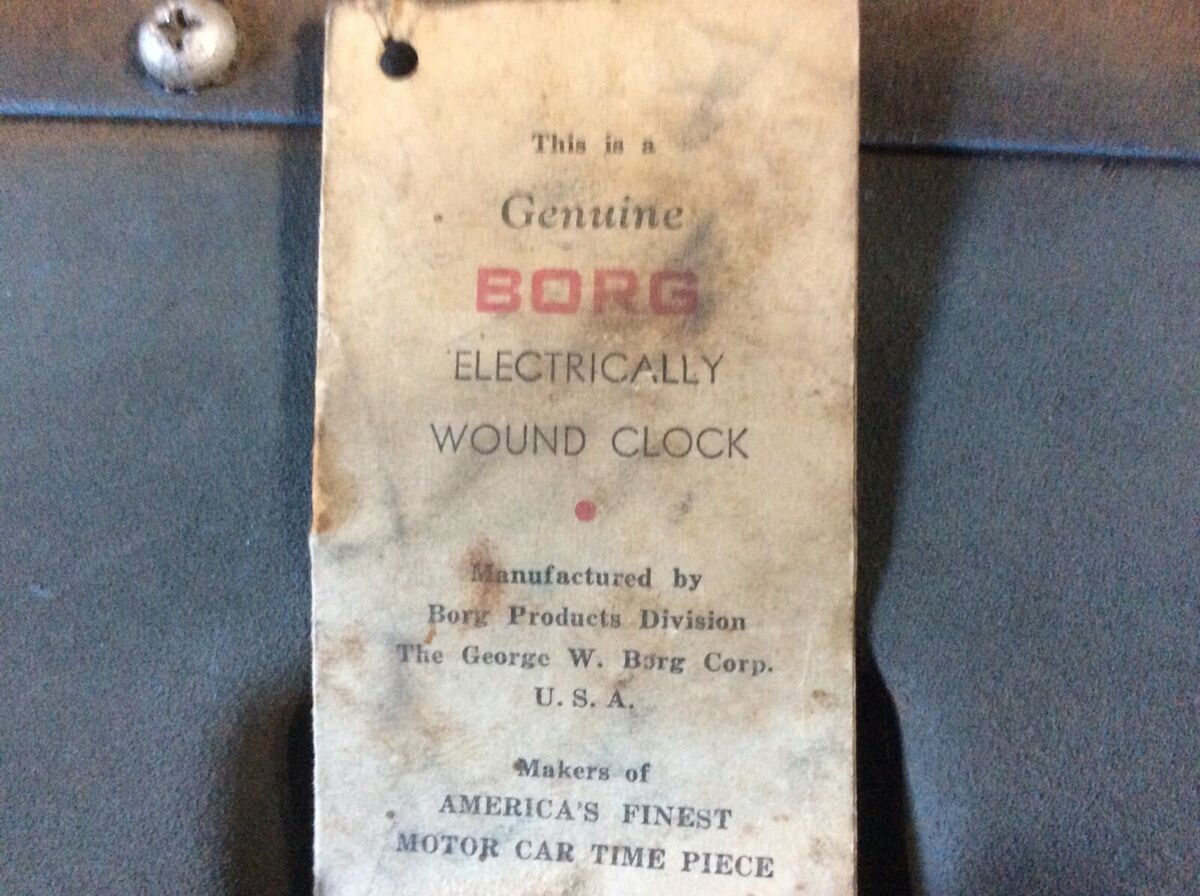 This is a
Genuine
BORG
ELECTRICALLY
WOUND CLOCK
Manufactured by
Borg Products Division
The George W. Borg Corp.
U. S. A.
Makers of
AMERICA'S FINEST
MOTOR CAR TIME PIECE